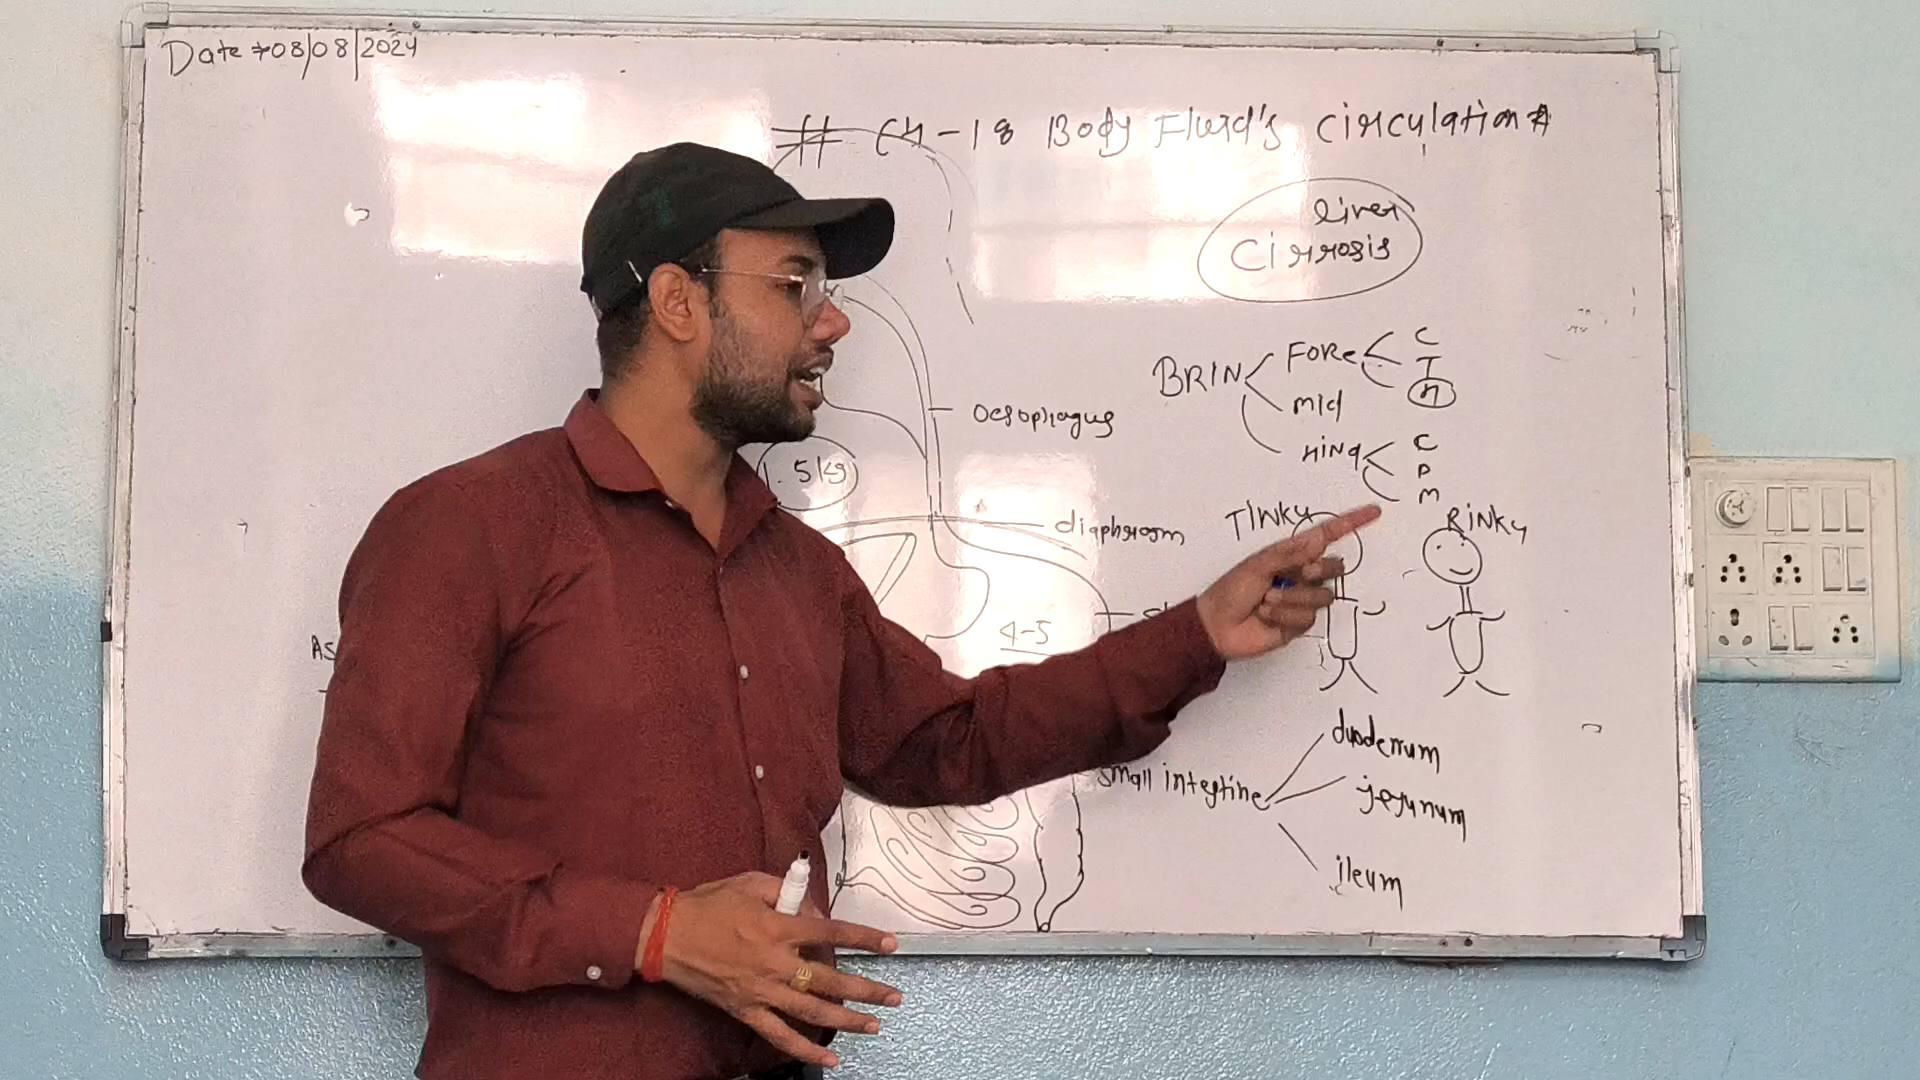 Date → 08/08/2024
# CH-18 Body Fluid's circulation #
liver
Cirrosis
BRIN
FORe
C
T
H
mid
HiNd
C
P
M
Oesophagus
1.5kg
diaphragm
TINKY
RiNKy
4-5
AS
small intestine
duodenum
jejunum
ileum